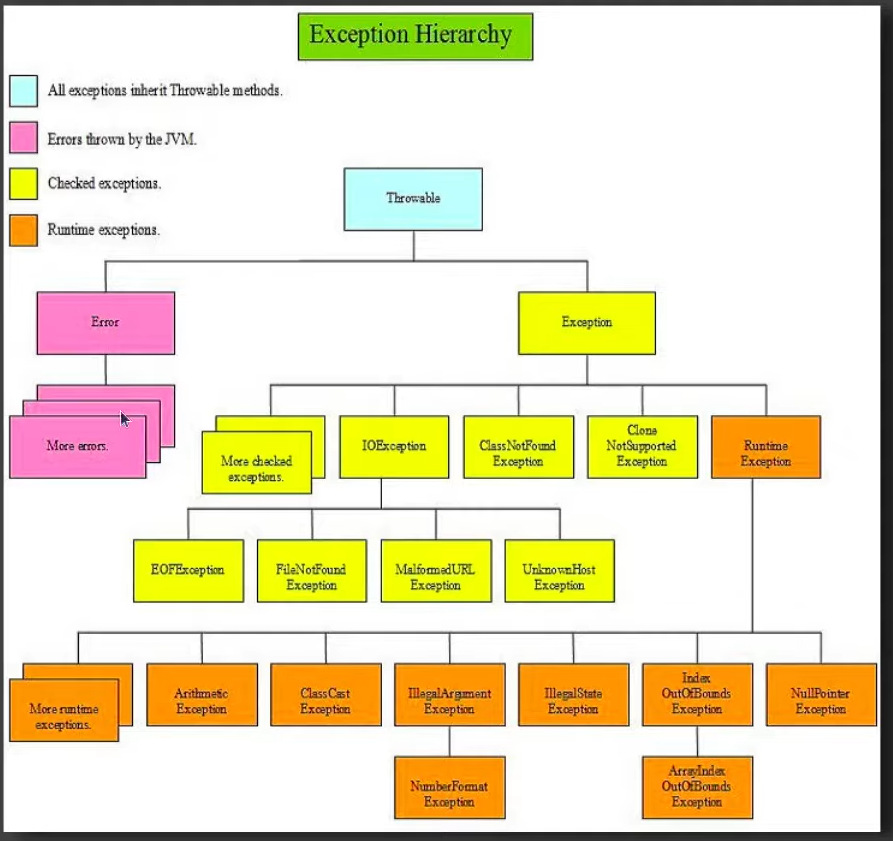 Exception Hierarchy
All exceptions inherit Throwable methods.
Errors thrown by the JVM.
Checked exceptions.
Runtime exceptions.
Throwable
Error
Exception
More errors.
More checked
exceptions.
IOException
ClassNotFound
Exception
Clone
NotSupported
Exception
Runtime
Exception
EOFException
FileNotFound
Exception
MalformedURL
Exception
UnknownHost
Exception
More runtime
exceptions.
Arithmetic
Exception
ClassCast
Exception
IllegalArgument
Exception
IllegalState
Exception
Index
OutOfBounds
Exception
NullPointer
Exception
NumberFormat
Exception
ArrayIndex
OutOfBounds
Exception